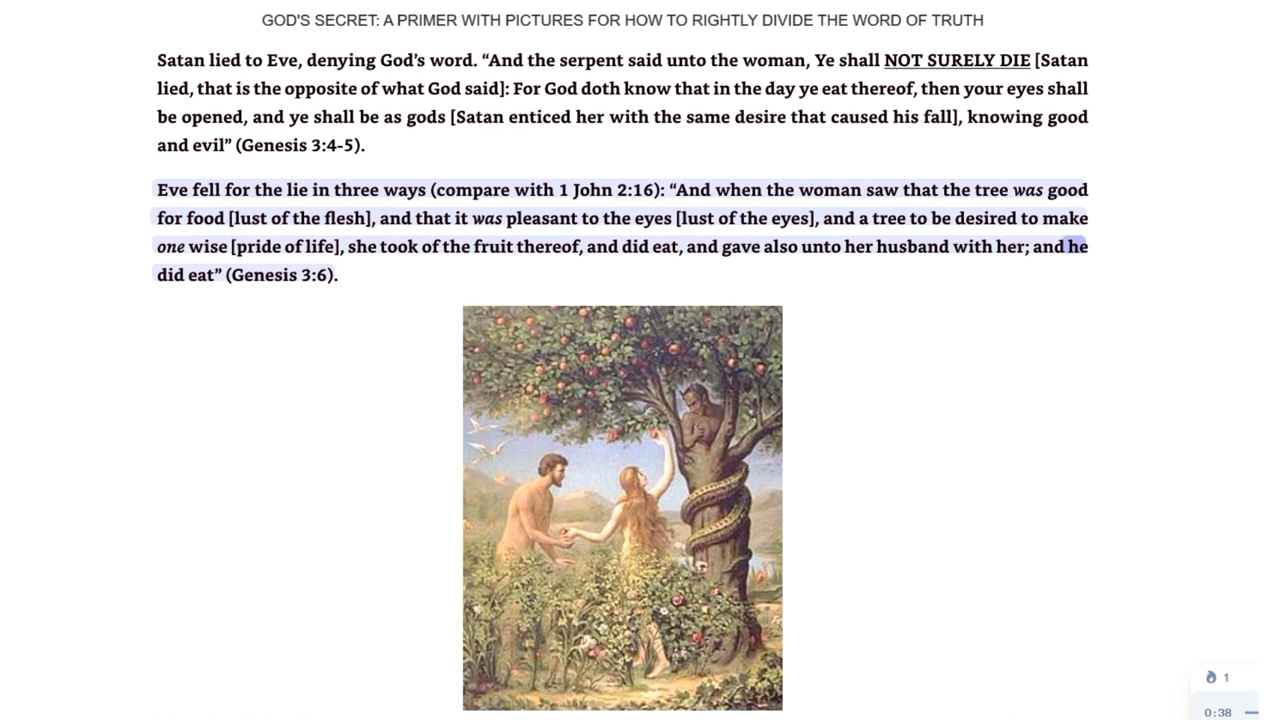 GOD'S SECRET: A PRIMER WITH PICTURES FOR HOW TO RIGHTLY DIVIDE THE WORD OF TRUTH
Satan lied to Eve, denying God’s word. “And the serpent said unto the woman, Ye shall NOT SURELY DIE [Satan
lied, that is the opposite of what God said]: For God doth know that in the day ye eat thereof, then your eyes shall
be opened, and ye shall be as gods [Satan enticed her with the same desire that caused his fall], knowing good
and evil” (Genesis 3:4-5).
Eve fell for the lie in three ways (compare with 1 John 2:16): “And when the woman saw that the tree was good
for food [lust of the flesh], and that it was pleasant to the eyes [lust of the eyes], and a tree to be desired to make
one wise [pride of life], she took of the fruit thereof, and did eat, and gave also unto her husband with her; and he
did eat” (Genesis 3:6).
1
0:38